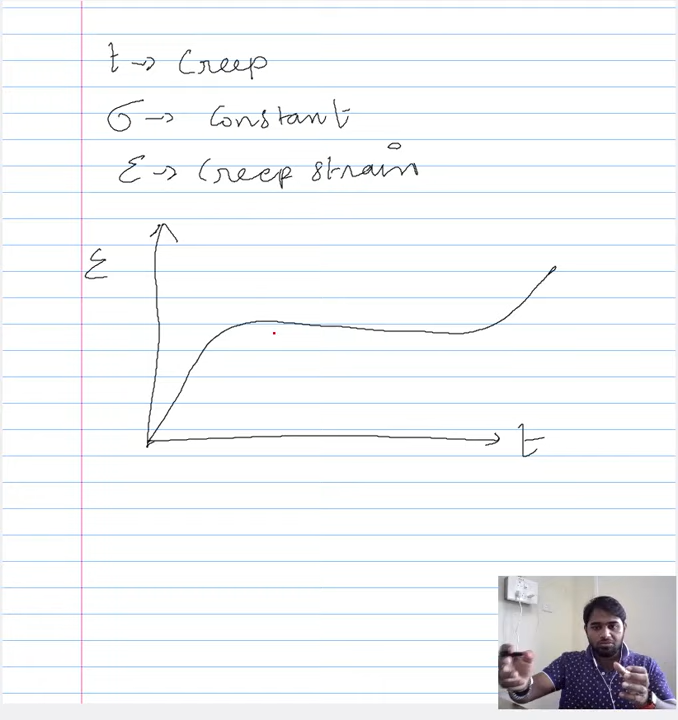 t → Creep
σ → Constant
ε → Creep strain
ε
t